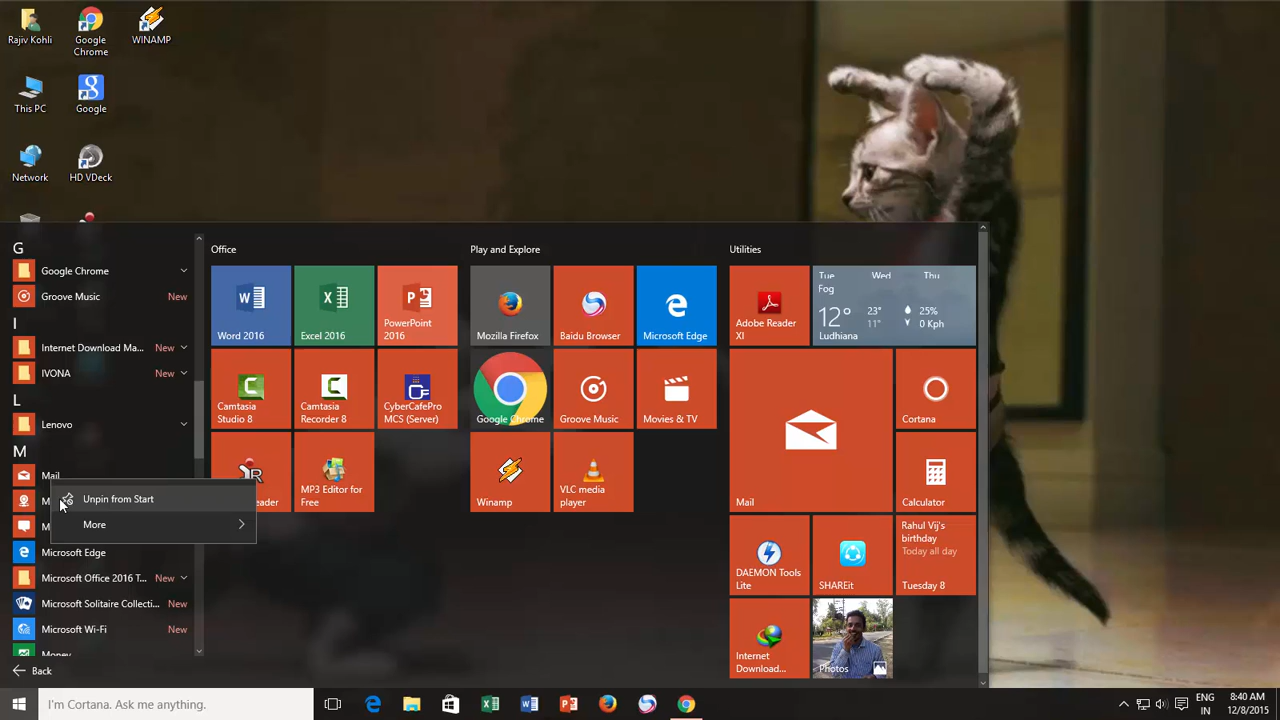 Rajiv Kohli
Google
Chrome
WINAMP
This PC
Google
Network
HD VDeck
G
Google Chrome
Groove Music New
I
Internet Download Ma... New
IVONA New
L
Lenovo
M
Mail
Unpin from Start
More
Microsoft Edge
Microsoft Office 2016 T... New
Microsoft Solitaire Collecti... New
Microsoft Wi-Fi New
Money
Back
Office
Word 2016
Excel 2016
PowerPoint
2016
Camtasia
Studio 8
Camtasia
Recorder 8
CyberCafePro
MCS (Server)
MP3 Editor for
Free
Play and Explore
Mozilla Firefox
Baidu Browser
Microsoft Edge
Google Chrome
Groove Music
Movies & TV
Winamp
VLC media
player
Utilities
Adobe Reader
XI
Tue Wed Thu
Fog
12° 23° 11° 25% 0 Kph
Ludhiana
Mail
Cortana
Calculator
DAEMON Tools
Lite
SHAREit
Rahul Vij's
birthday
Today all day
Tuesday 8
Internet
Download...
Photos
I'm Cortana. Ask me anything.
ENG
IN
8:40 AM
12/8/2015